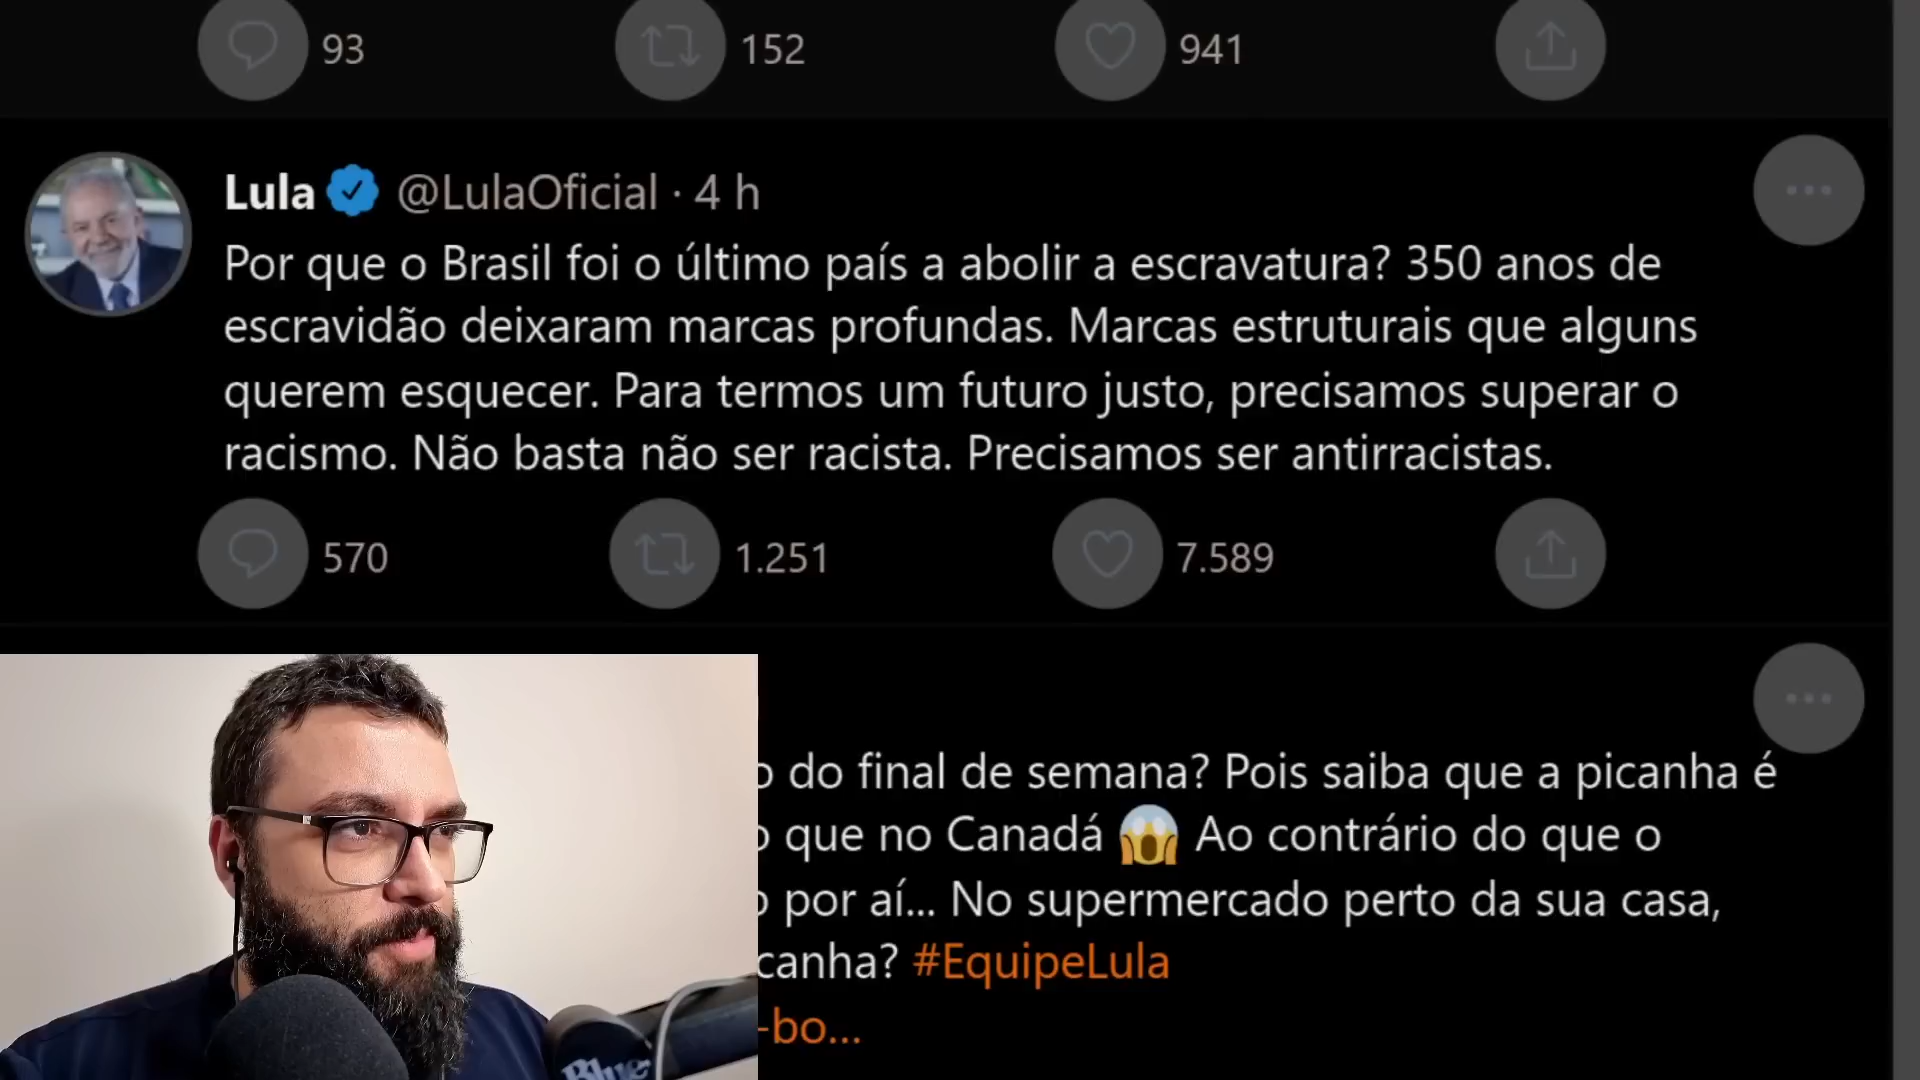 93 152 941
Lula @LulaOficial · 4 h
Por que o Brasil foi o último país a abolir a escravatura? 350 anos de
escravidão deixaram marcas profundas. Marcas estruturais que alguns
querem esquecer. Para termos um futuro justo, precisamos superar o
racismo. Não basta não ser racista. Precisamos ser antirracistas.
570 1.251 7.589
do final de semana? Pois saiba que a picanha é
que no Canadá 😱 Ao contrário do que o
por aí... No supermercado perto da sua casa,
canha? #EquipeLula
-bo...
Blue